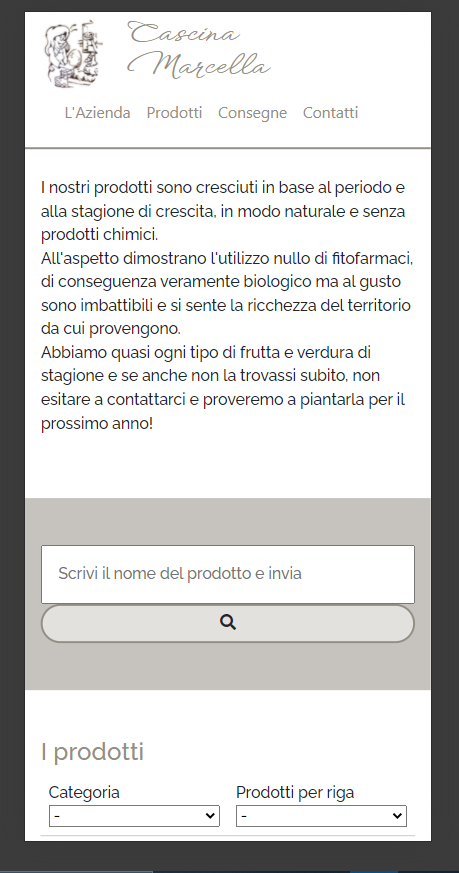 Cascina
Marcella
L'Azienda Prodotti Consegne Contatti
I nostri prodotti sono cresciuti in base al periodo e
alla stagione di crescita, in modo naturale e senza
prodotti chimici.
All'aspetto dimostrano l'utilizzo nullo di fitofarmaci,
di conseguenza veramente biologico ma al gusto
sono imbattibili e si sente la ricchezza del territorio
da cui provengono.
Abbiamo quasi ogni tipo di frutta e verdura di
stagione e se anche non la trovassi subito, non
esitare a contattarci e proveremo a piantarla per il
prossimo anno!
Scrivi il nome del prodotto e invia
I prodotti
Categoria Prodotti per riga
- -